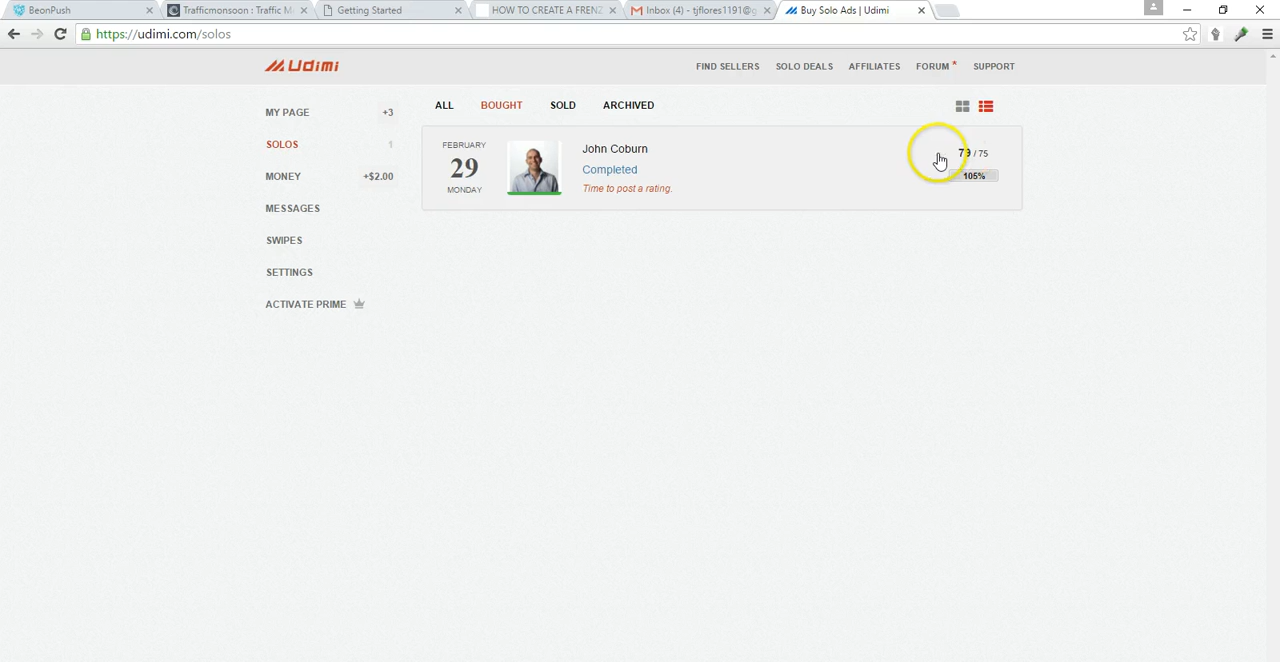 BeonPush
Trafficmonsoon : Traffic M
Getting Started
HOW TO CREATE A FRENZ
Inbox (4) - tjflores1191@g
Buy Solo Ads | Udimi
https://udimi.com/solos
Udimi
FIND SELLERS
SOLO DEALS
AFFILIATES
FORUM *
SUPPORT
MY PAGE +3
SOLOS 1
MONEY +$2.00
MESSAGES
SWIPES
SETTINGS
ACTIVATE PRIME
ALL BOUGHT SOLD ARCHIVED
FEBRUARY
29
MONDAY
John Coburn
Completed
Time to post a rating.
79 / 75
105%